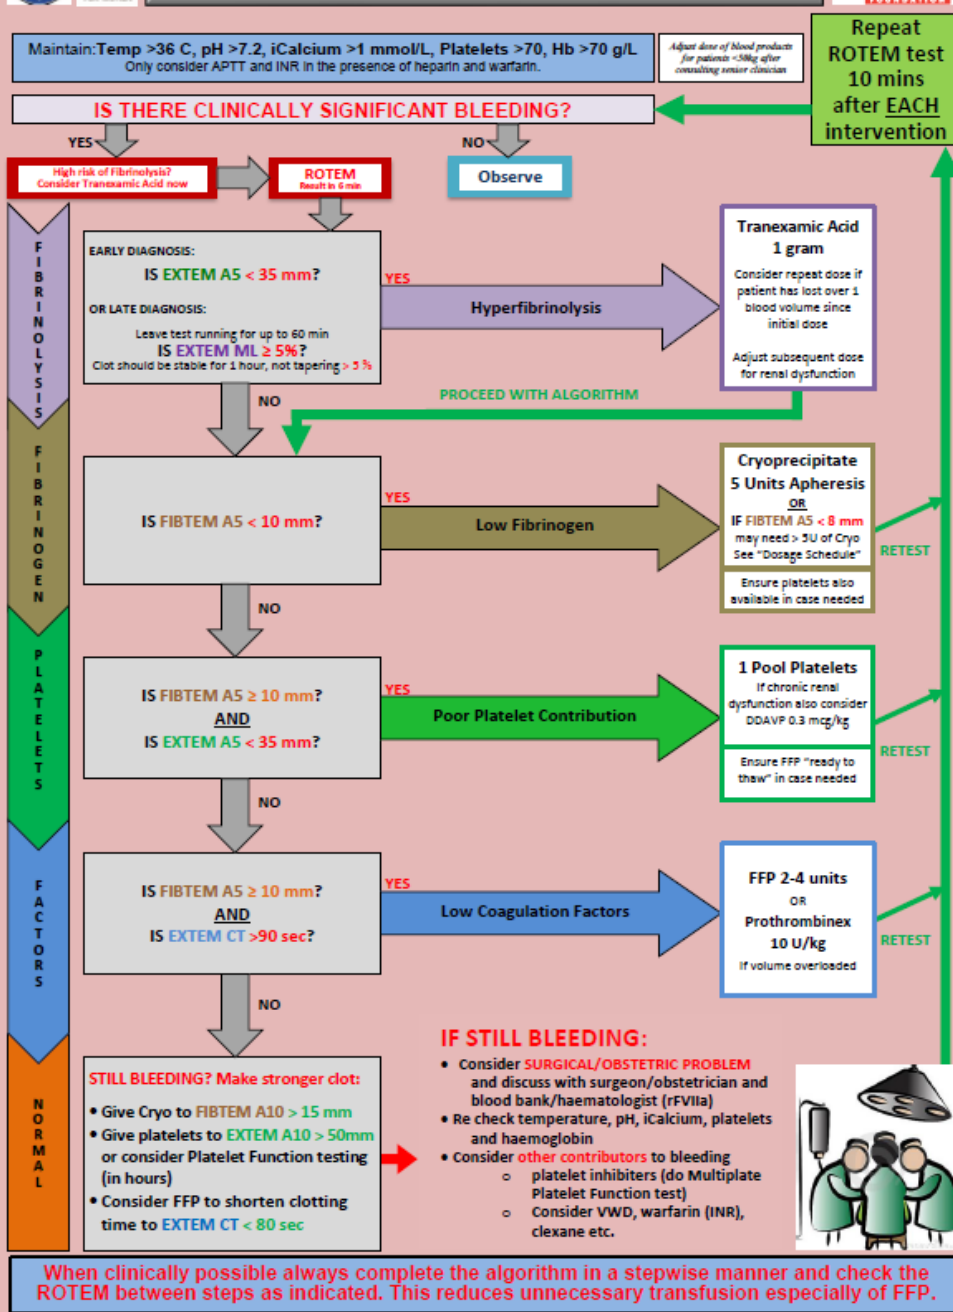 Maintain:Temp >36 C, pH >7.2, iCalcium >1 mmol/L, Platelets >70, Hb >70 g/L
Only consider APTT and INR in the presence of heparin and warfarin.
Adjust dose of blood products
for patients <50kg after
consulting senior clinician
Repeat
ROTEM test
10 mins
after EACH
intervention
IS THERE CLINICALLY SIGNIFICANT BLEEDING?
YES
NO
High risk of Fibrinolysis?
Consider Tranexamic Acid now
ROTEM
Result in 6 min
Observe
FIBRINOLYSIS
EARLY DIAGNOSIS:
IS EXTEM A5 < 35 mm?
OR LATE DIAGNOSIS:
Leave test running for up to 60 min
IS EXTEM ML ≥ 5%?
Clot should be stable for 1 hour, not tapering > 5 %
YES
Hyperfibrinolysis
Tranexamic Acid
1 gram
Consider repeat dose if
patient has lost over 1
blood volume since
initial dose
Adjust subsequent dose
for renal dysfunction
NO
PROCEED WITH ALGORITHM
FIBRINOGEN
IS FIBTEM A5 < 10 mm?
YES
Low Fibrinogen
Cryoprecipitate
5 Units Apheresis
OR
IF FIBTEM A5 < 8 mm
may need > 5U of Cryo
See "Dosage Schedule"
Ensure platelets also
available in case needed
RETEST
NO
PLATELETS
IS FIBTEM A5 ≥ 10 mm?
AND
IS EXTEM A5 < 35 mm?
YES
Poor Platelet Contribution
1 Pool Platelets
If chronic renal
dysfunction also consider
DDAVP 0.3 mcg/kg
Ensure FFP "ready to
thaw" in case needed
RETEST
NO
FACTORS
IS FIBTEM A5 ≥ 10 mm?
AND
IS EXTEM CT >90 sec?
YES
Low Coagulation Factors
FFP 2-4 units
OR
Prothrombinex
10 U/kg
If volume overloaded
RETEST
NO
NORMAL
STILL BLEEDING? Make stronger clot:
• Give Cryo to FIBTEM A10 > 15 mm
• Give platelets to EXTEM A10 > 50mm
or consider Platelet Function testing
(in hours)
• Consider FFP to shorten clotting
time to EXTEM CT < 80 sec
IF STILL BLEEDING:
• Consider SURGICAL/OBSTETRIC PROBLEM
and discuss with surgeon/obstetrician and
blood bank/haematologist (rFVIIa)
• Re check temperature, pH, iCalcium, platelets
and haemoglobin
• Consider other contributors to bleeding
o platelet inhibiters (do Multiplate
Platelet Function test)
o Consider VWD, warfarin (INR),
clexane etc.
When clinically possible always complete the algorithm in a stepwise manner and check the
ROTEM between steps as indicated. This reduces unnecessary transfusion especially of FFP.